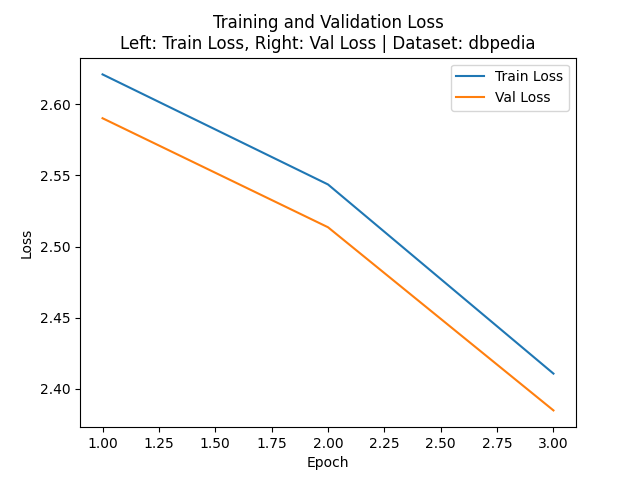 Training and Validation Loss
Left: Train Loss, Right: Val Loss | Dataset: dbpedia
Train Loss
Val Loss
2.60
2.55
2.50
2.45
2.40
Loss
1.00 1.25 1.50 1.75 2.00 2.25 2.50 2.75 3.00
Epoch